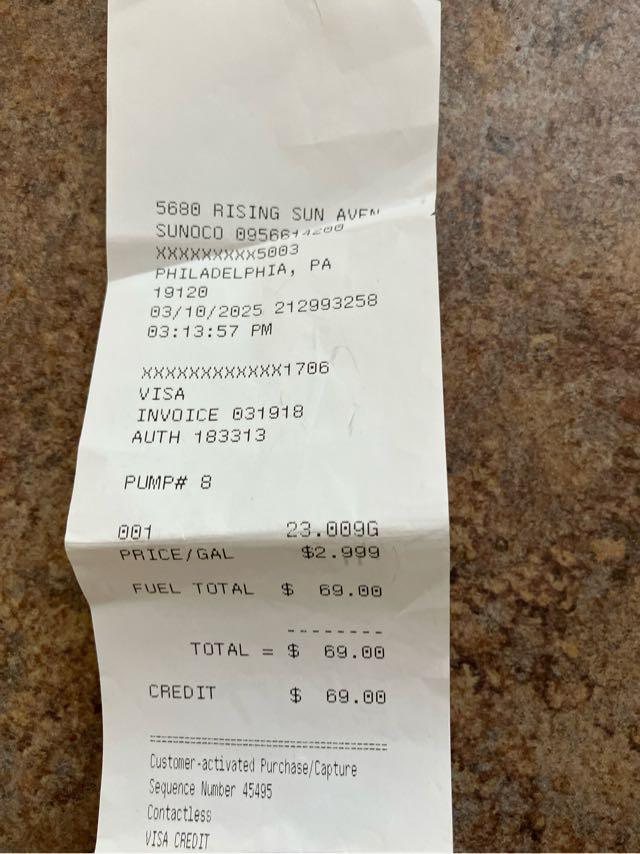 5680 RISING SUN AVEN
SUNOCO
XXXXXXXXX5003
PHILADELPHIA, PA
19120
03/10/2025 212993258
03:13:57 PM
XXXXXXXXXXXX1706
VISA
INVOICE 031918
AUTH 183313
PUMP# 8
001 23.009G
PRICE/GAL $2.999
FUEL TOTAL $ 69.00
--------
TOTAL = $ 69.00
CREDIT $ 69.00
==================================
Customer-activated Purchase/Capture
Sequence Number 45495
Contactless
VISA CREDIT